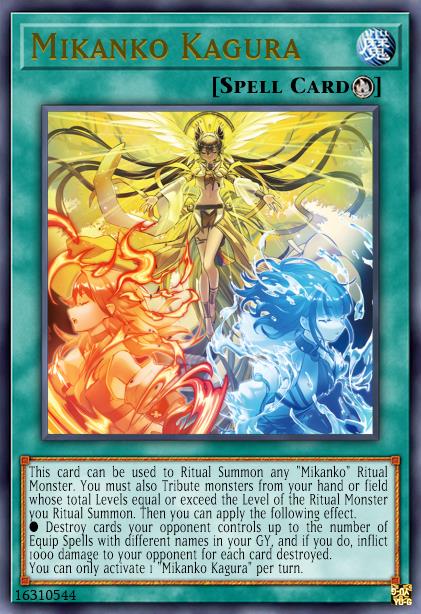 MIKANKO KAGURA
魔
[SPELL CARD]
This card can be used to Ritual Summon any "Mikanko" Ritual
Monster. You must also Tribute monsters from your hand or field
whose total Levels equal or exceed the Level of the Ritual Monster
you Ritual Summon. Then you can apply the following effect.
● Destroy cards your opponent controls up to the number of
Equip Spells with different names in your GY, and if you do, inflict
1000 damage to your opponent for each card destroyed.
You can only activate 1 "Mikanko Kagura" per turn.
16310544